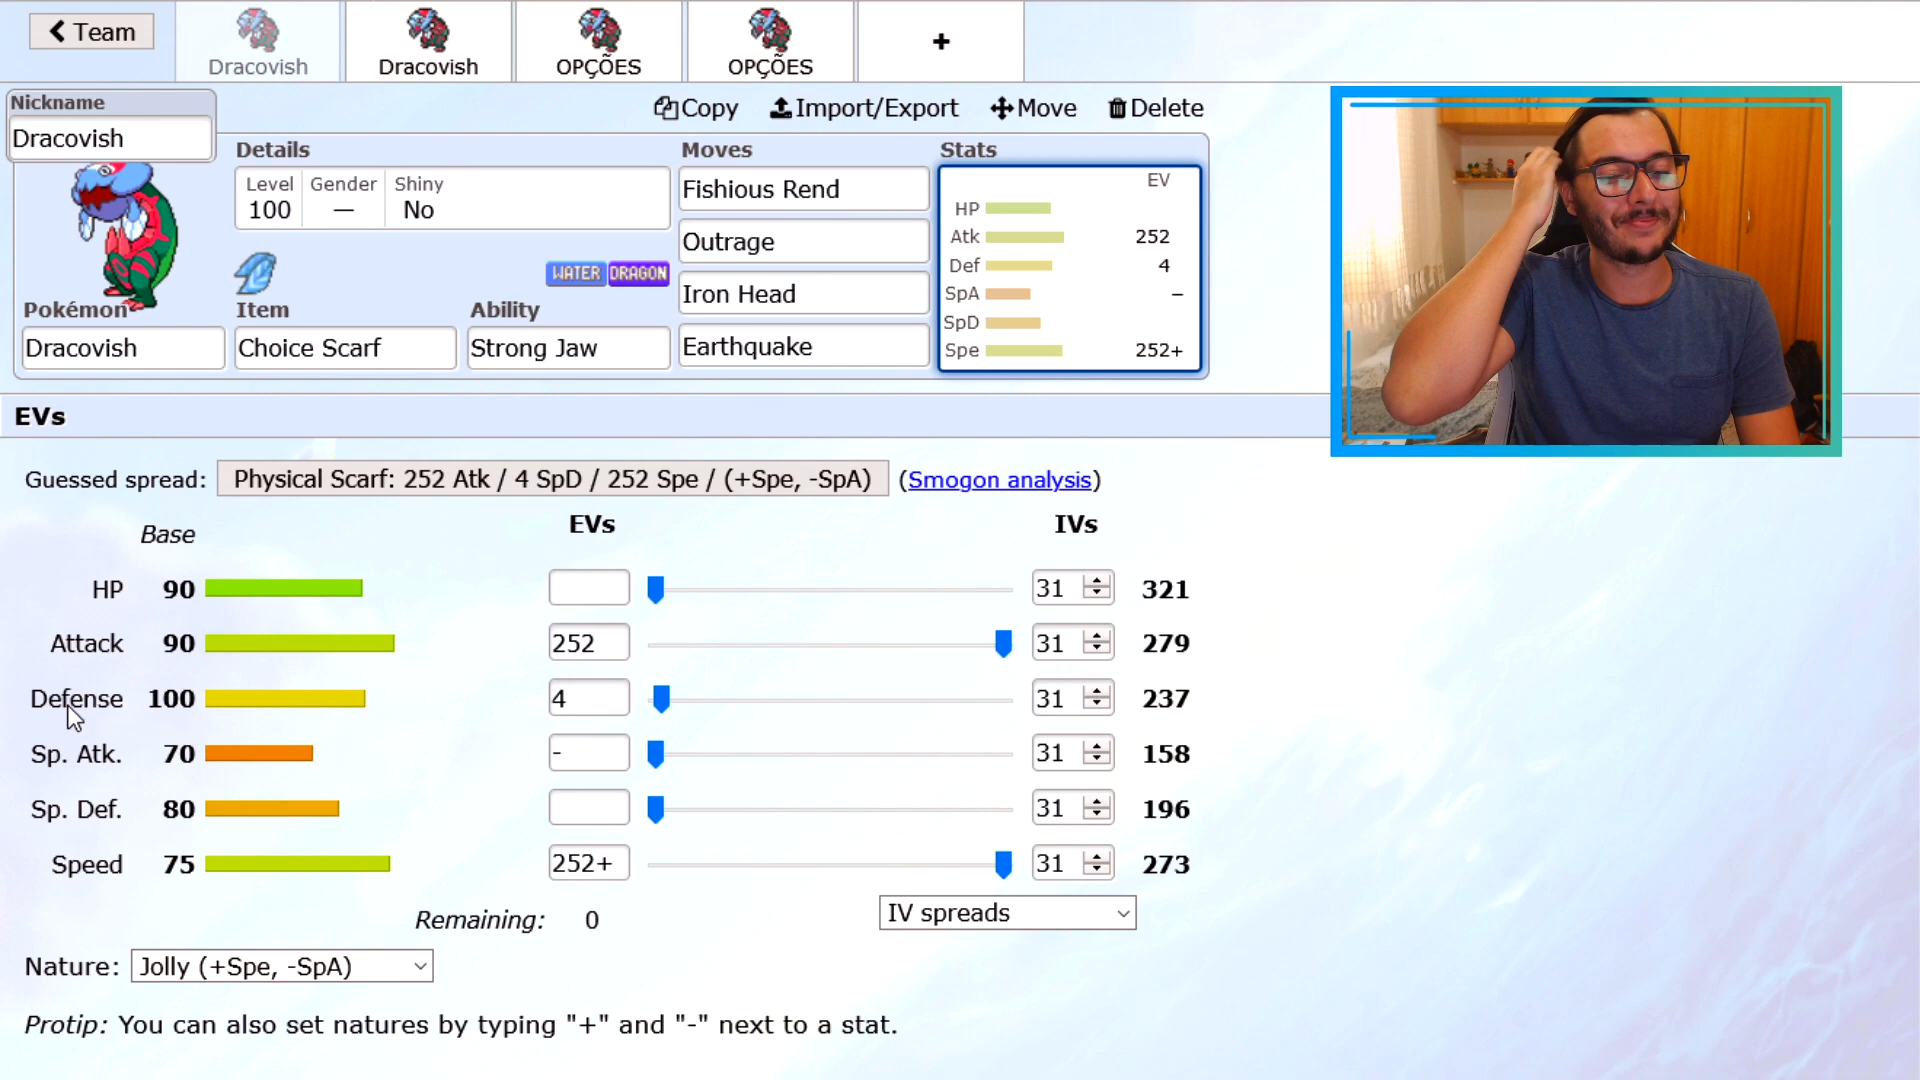 Team
Dracovish
Dracovish
OPÇÕES
OPÇÕES
+
Nickname
Dracovish
Copy
Import/Export
Move
Delete
Details
Level
100
Gender
—
Shiny
No
WATER DRAGON
Pokémon
Dracovish
Item
Choice Scarf
Ability
Strong Jaw
Moves
Fishious Rend
Outrage
Iron Head
Earthquake
Stats
EV
HP
Atk 252
Def 4
SpA –
SpD
Spe 252+
EVs
Guessed spread: Physical Scarf: 252 Atk / 4 SpD / 252 Spe / (+Spe, -SpA) (Smogon analysis)
Base EVs IVs
HP 90 31 321
Attack 90 252 31 279
Defense 100 4 31 237
Sp. Atk. 70 - 31 158
Sp. Def. 80 31 196
Speed 75 252+ 31 273
Remaining: 0
IV spreads
Nature: Jolly (+Spe, -SpA)
Protip: You can also set natures by typing "+" and "-" next to a stat.